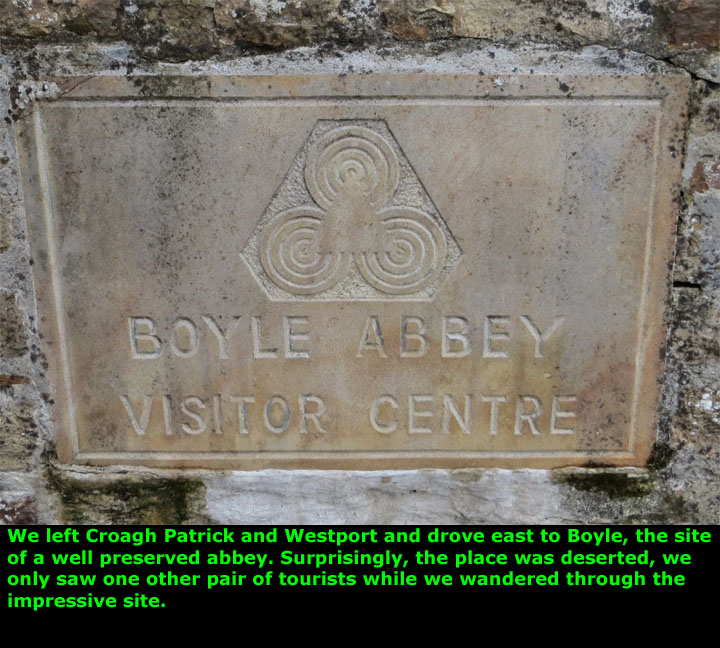 BOYLE ABBEY
VISITOR CENTRE
We left Croagh Patrick and Westport and drove east to Boyle, the site
of a well preserved abbey. Surprisingly, the place was deserted, we
only saw one other pair of tourists while we wandered through the
impressive site.